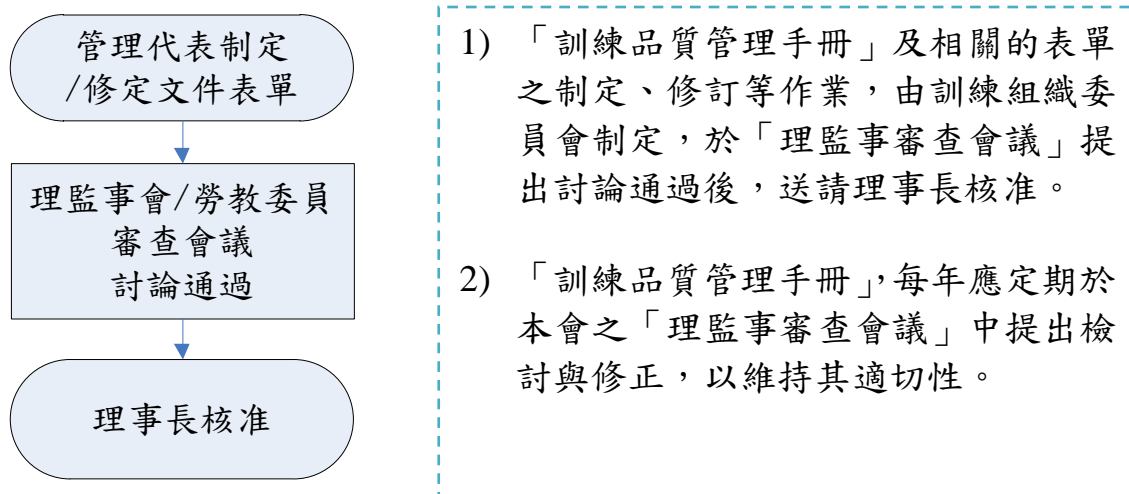 管理代表制定
/修定文件表單
理監事會/勞教委員
審查會議
討論通過
理事長核准
1) 「訓練品質管理手冊」及相關的表單
之制定、修訂等作業，由訓練組織委
員會制定，於「理監事審查會議」提
出討論通過後，送請理事長核准。
2) 「訓練品質管理手冊」，每年應定期於
本會之「理監事審查會議」中提出檢
討與修正，以維持其適切性。